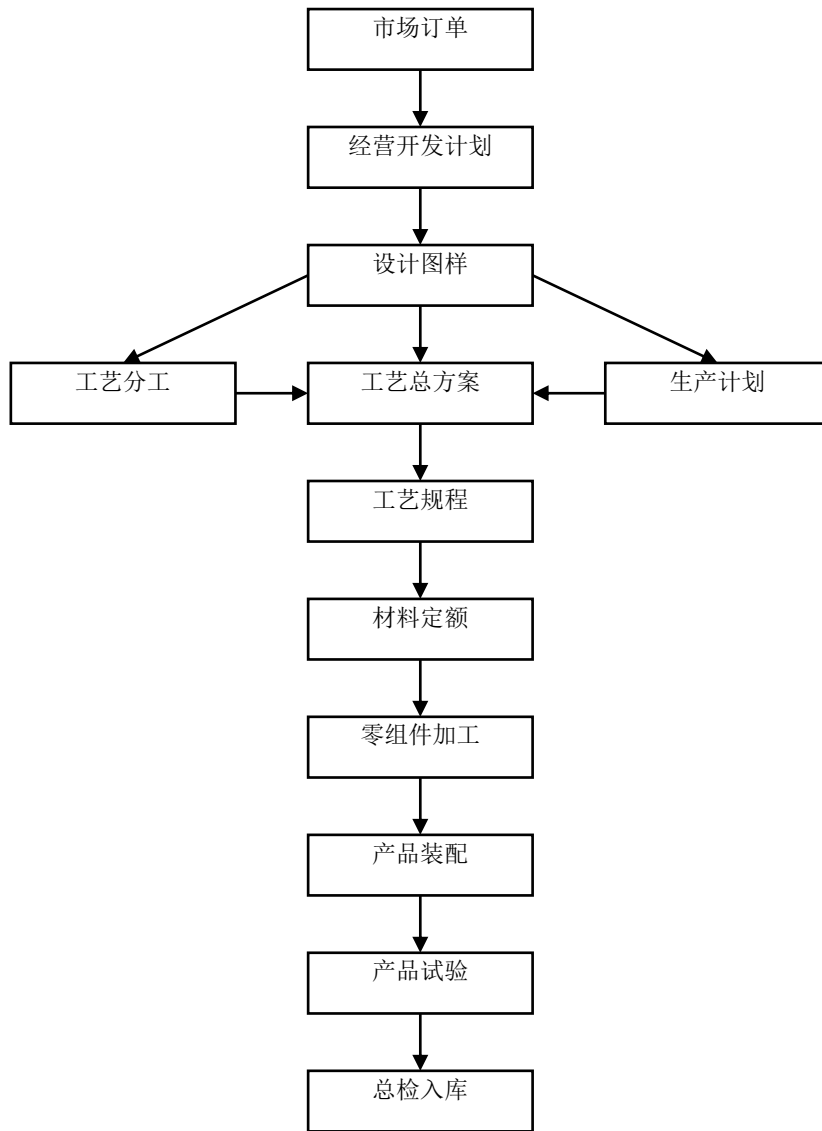 市场订单
经营开发计划
设计图样
工艺分工
工艺总方案
生产计划
工艺规程
材料定额
零组件加工
产品装配
产品试验
总检入库